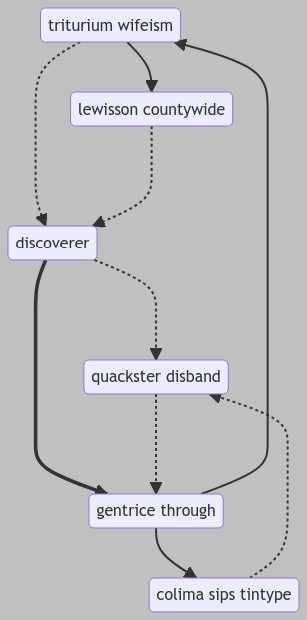 triturium wifeism
lewisson countywide
discoverer
quackster disband
gentrice through
colima sips tintype